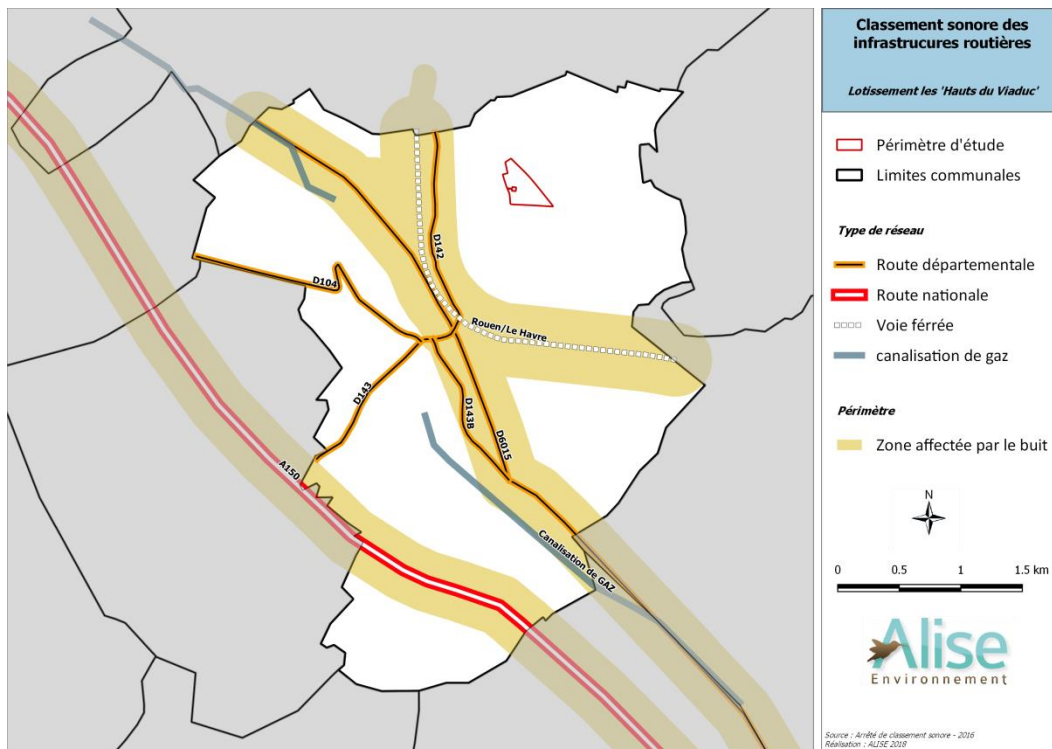 Classement sonore des
infrastrucures routières
Lotissement les 'Hauts du Viaduc'
Périmètre d'étude
Limites communales
Type de réseau
Route départementale
Route nationale
Voie férrée
canalisation de gaz
Périmètre
Zone affectée par le buit
N
0 0.5 1 1.5 km
Alise
Environnement
Source : Arrêté de classement sonore - 2016
Réalisation : ALISE 2018
D142
D104
Rouen/Le Havre
D143
D143B
D6015
A150
Canalisation de GAZ